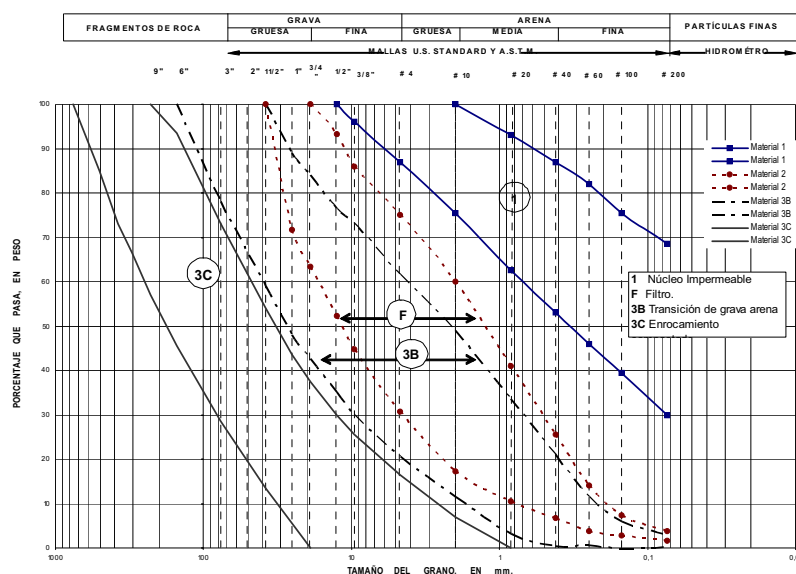 FRAGMENTOS DE ROCA
GRAVA
ARENA
PARTÍCULAS FINAS
GRUESA
FINA
GRUESA
MEDIA
FINA
MALLAS U.S. STANDARD Y A.S.T.M.
HIDROMÉTRO
9" 6" 3" 2" 11/2" 1" 3/4" 1/2" 3/8" # 4 # 10 # 20 # 40 # 60 # 100 # 200
PORCENTAJE QUE PASA, EN PESO
100
90
80
70
60
50
40
30
20
10
0
1000 100 10 1 0,1
TAMAÑO DEL GRANO, EN mm.
3C
F
3B
1
Material 1
Material 1
Material 2
Material 2
Material 3B
Material 3B
Material 3C
Material 3C
1 Núcleo Impermeable
F Filtro.
3B Transición de grava arena
3C Enrocamiento